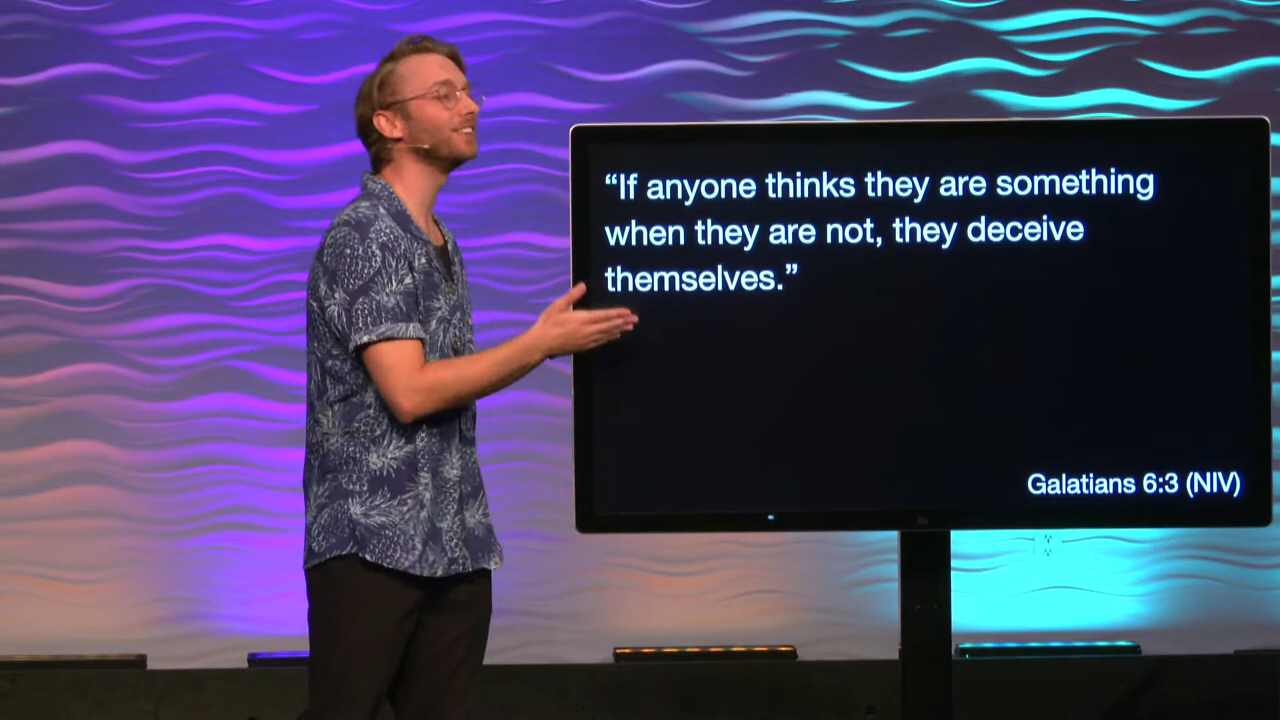 “If anyone thinks they are something
when they are not, they deceive
themselves.”
Galatians 6:3 (NIV)